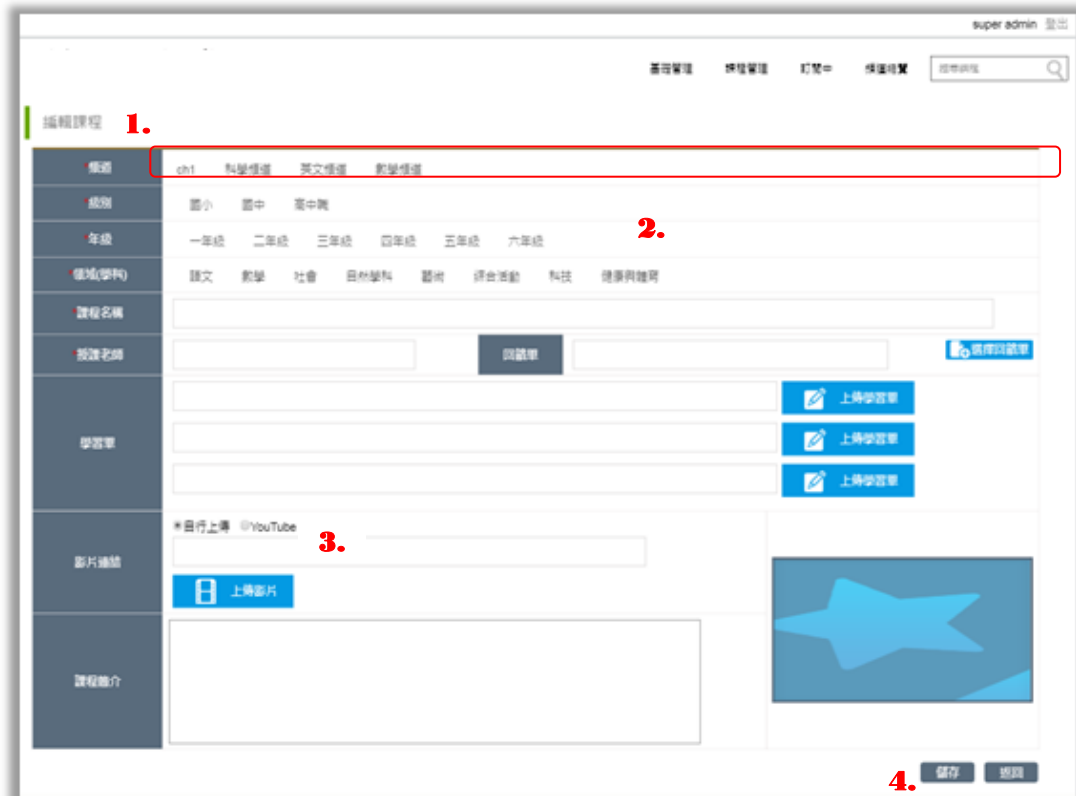 super admin 登出
基礎管理 課程管理 訂閱中 頻道總覽 搜尋課程
編輯課程 1.
*頻道 ch1 科學頻道 英文頻道 數學頻道
*級別 國小 國中 高中職
2.
*年級 一年級 二年級 三年級 四年級 五年級 六年級
*領域(學科) 語文 數學 社會 自然學科 藝術 綜合活動 科技 健康與體育
*課程名稱
*授課老師 回饋單 選擇回饋單
上傳學習單
學習單 上傳學習單
上傳學習單
自行上傳 YouTube
3.
影片連結
上傳影片
課程簡介
4. 儲存 返回